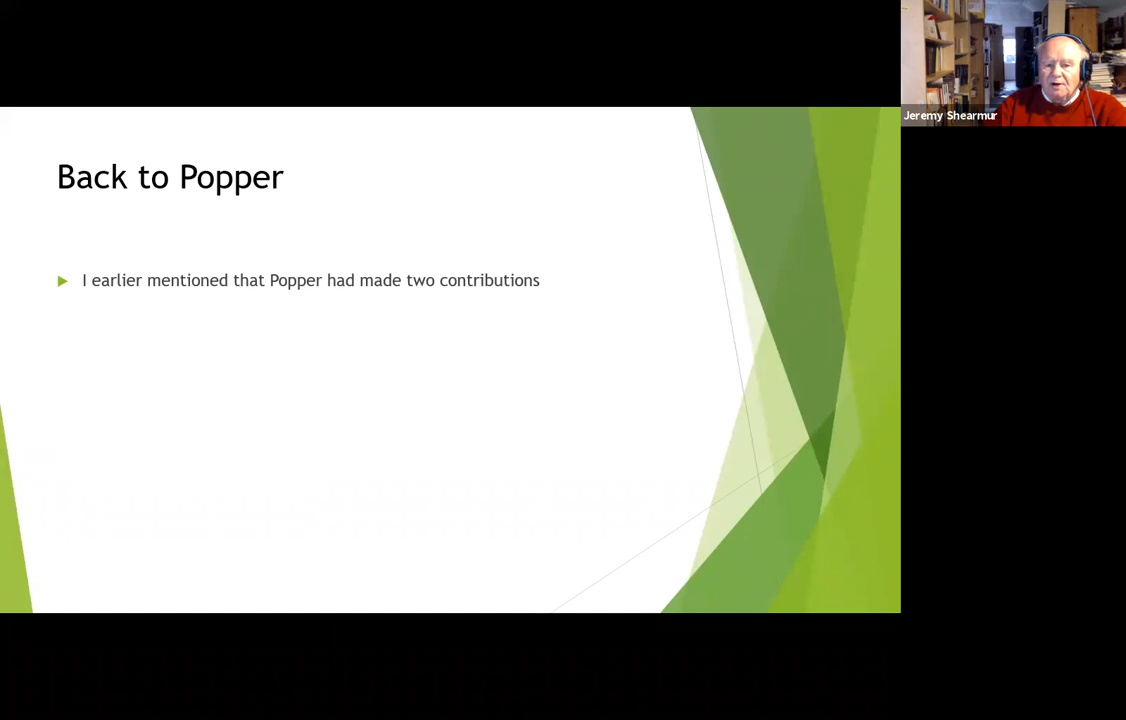 Jeremy Shearmur
Back to Popper
I earlier mentioned that Popper had made two contributions